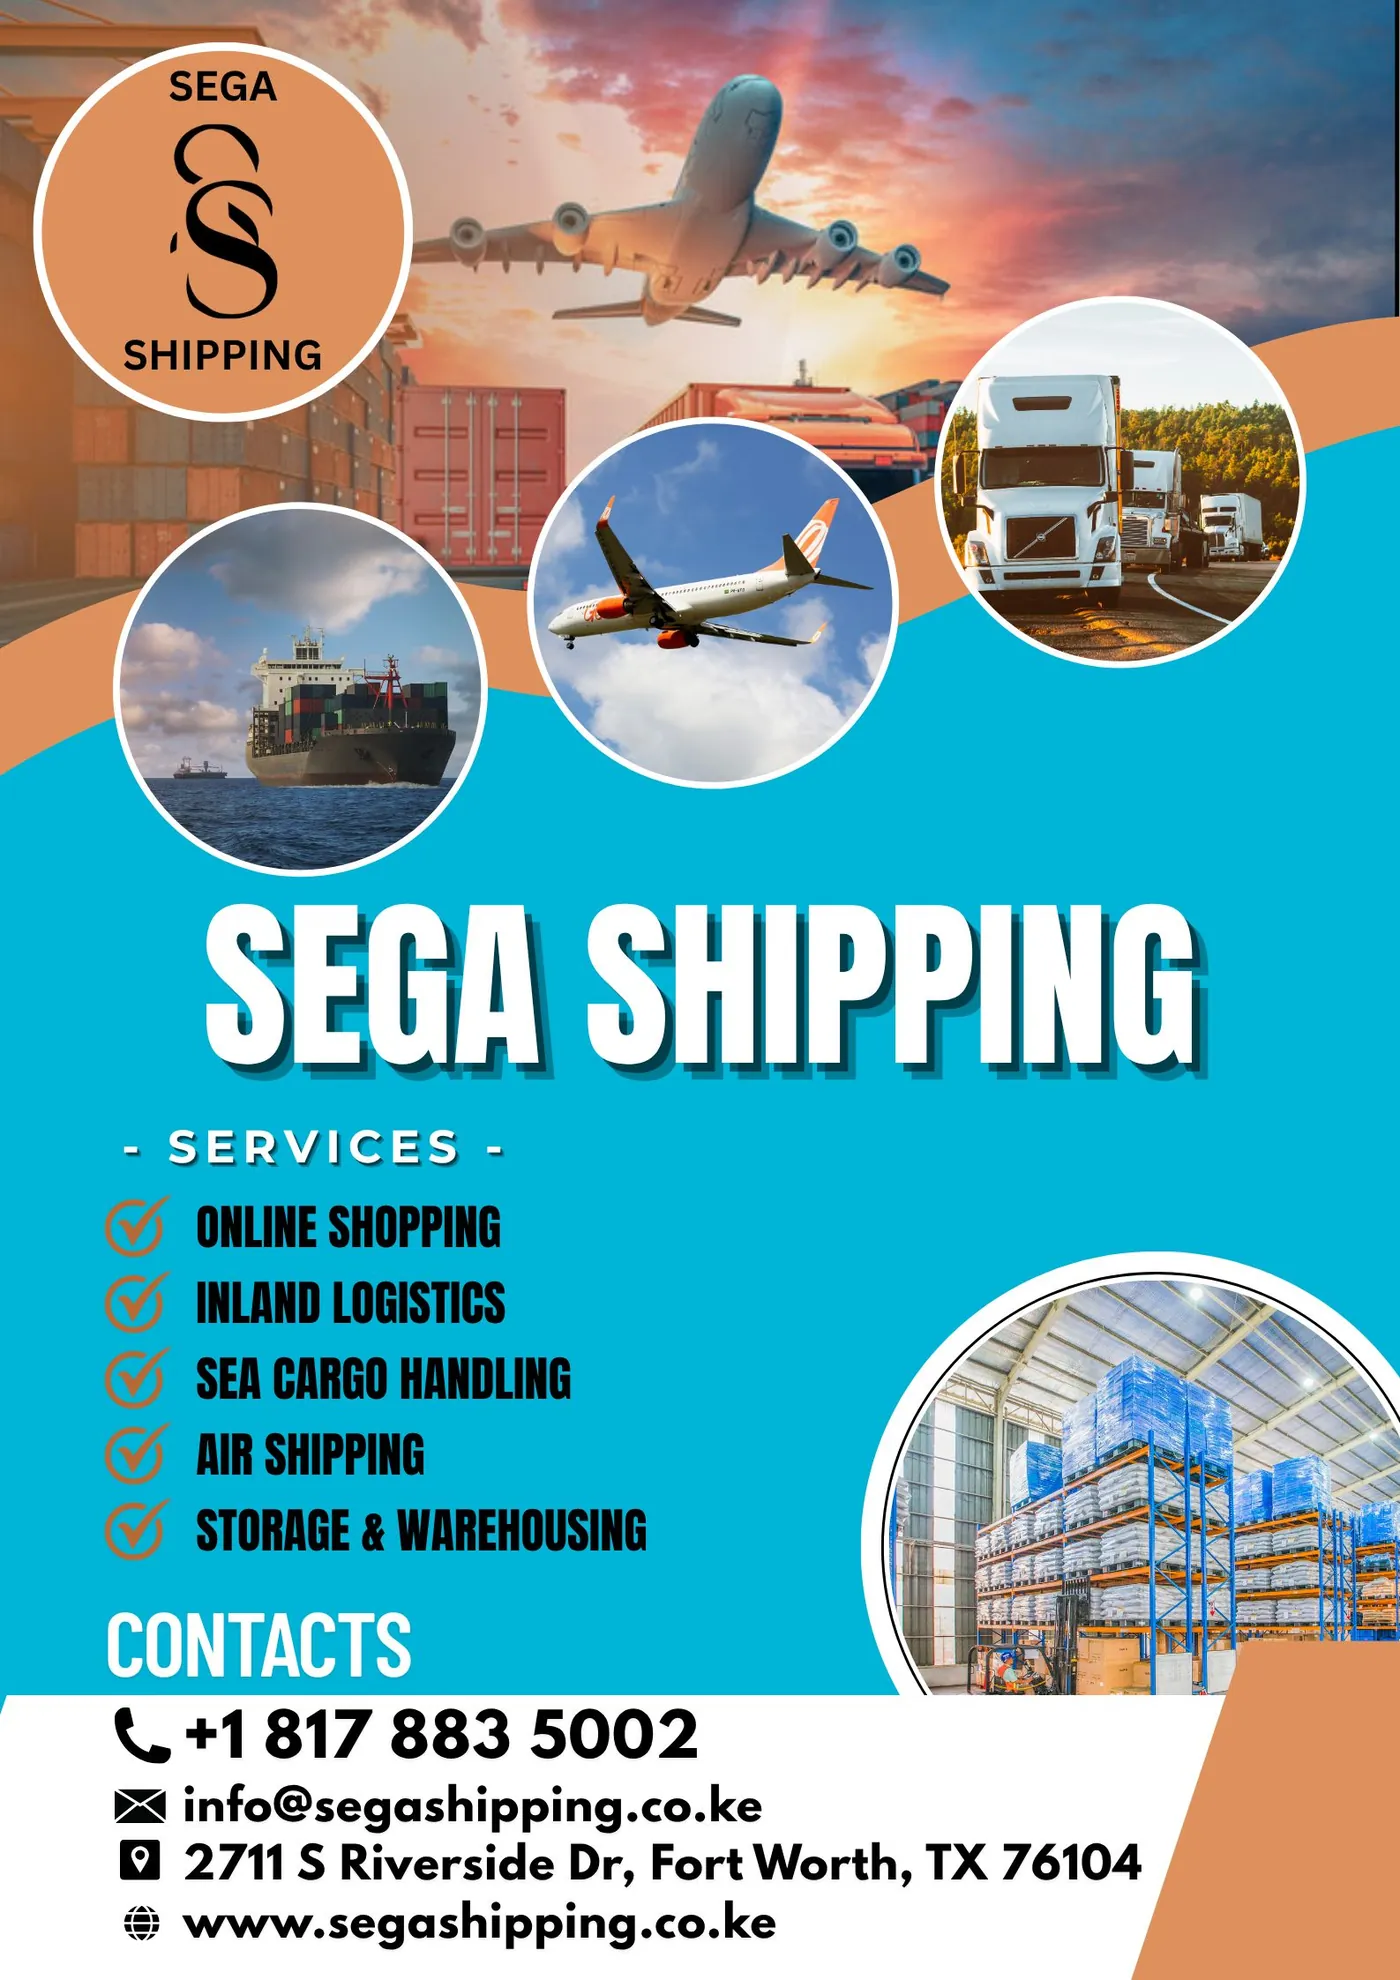 SEGA
SHIPPING
SEGA SHIPPING
- SERVICES -
ONLINE SHOPPING
INLAND LOGISTICS
SEA CARGO HANDLING
AIR SHIPPING
STORAGE & WAREHOUSING
CONTACTS
+1 817 883 5002
info@segashipping.co.ke
2711 S Riverside Dr, Fort Worth, TX 76104
www.segashipping.co.ke